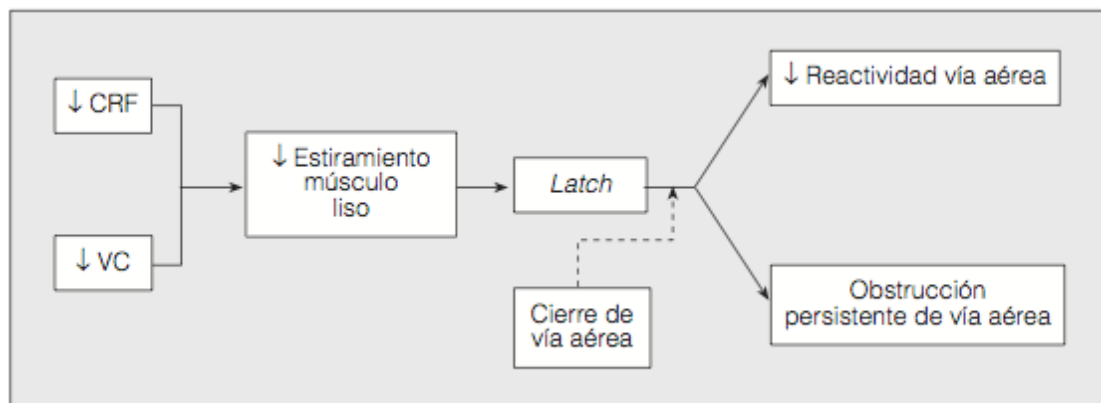 ↓ CRF
↓ VC
↓ Estiramiento
músculo
liso
Latch
Cierre de
vía aérea
↓ Reactividad vía aérea
Obstrucción
persistente de vía aérea